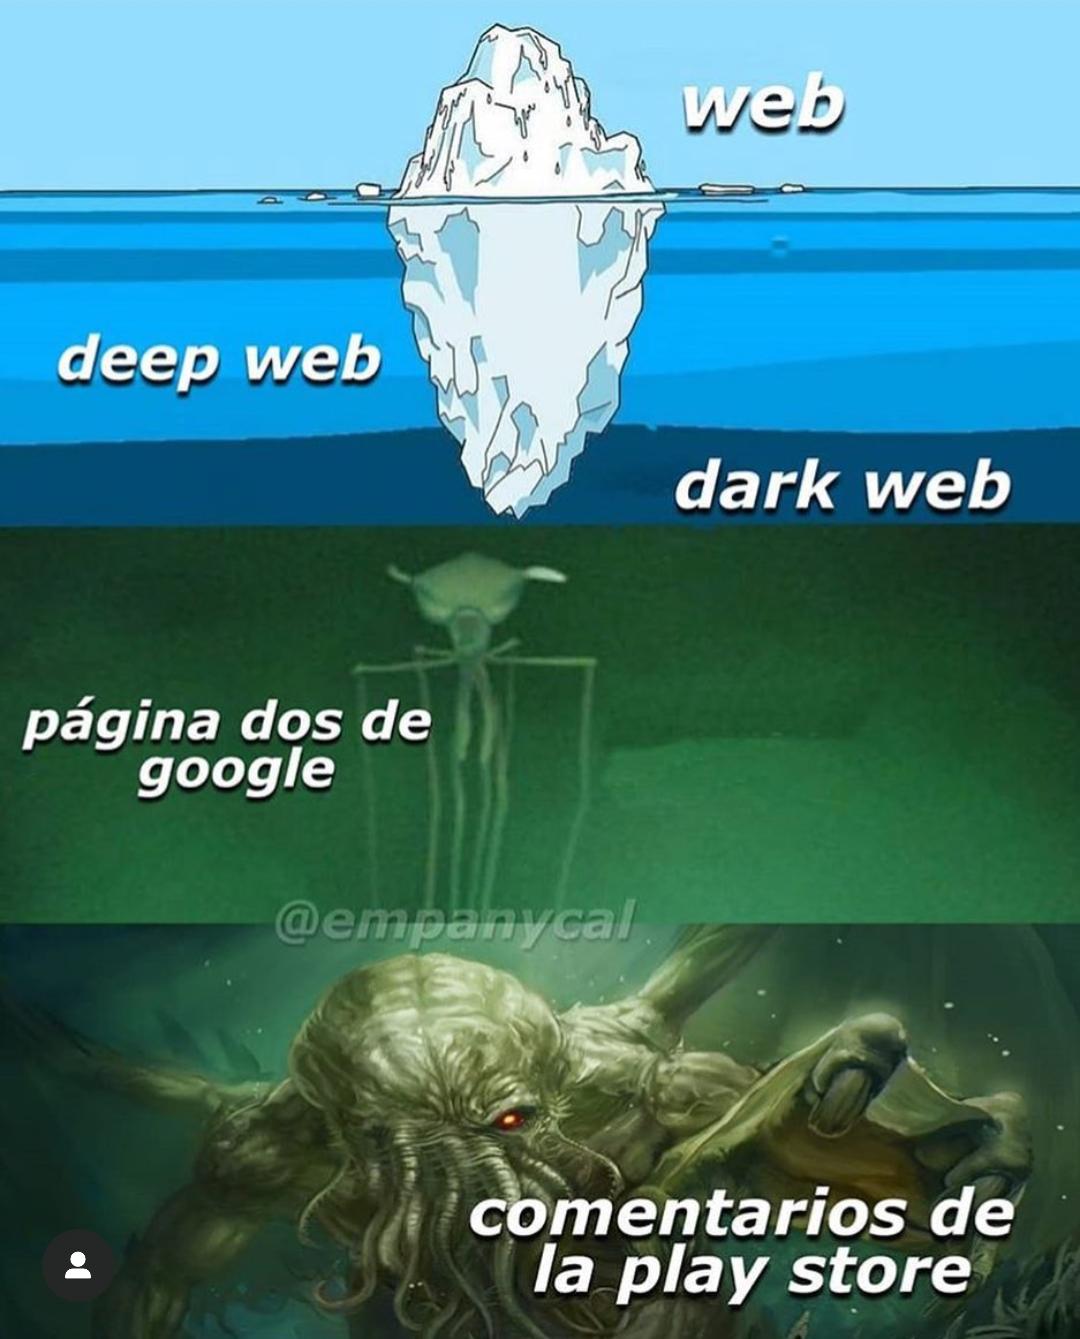 web
deep web
dark web
página dos de
google
@empanycal
comentarios de
la play store